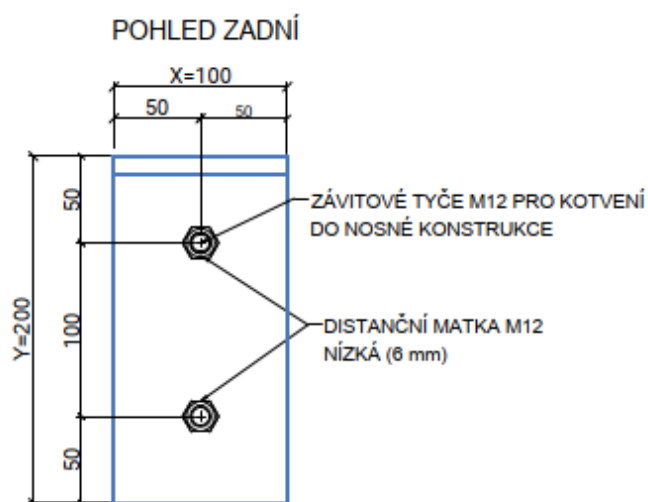 POHLED ZADNÍ
X=100
50
50
50
ZÁVITOVÉ TYČE M12 PRO KOTVENÍ
DO NOSNÉ KONSTRUKCE
Y=200
100
DISTANČNÍ MATKA M12
NÍZKÁ (6 mm)
50